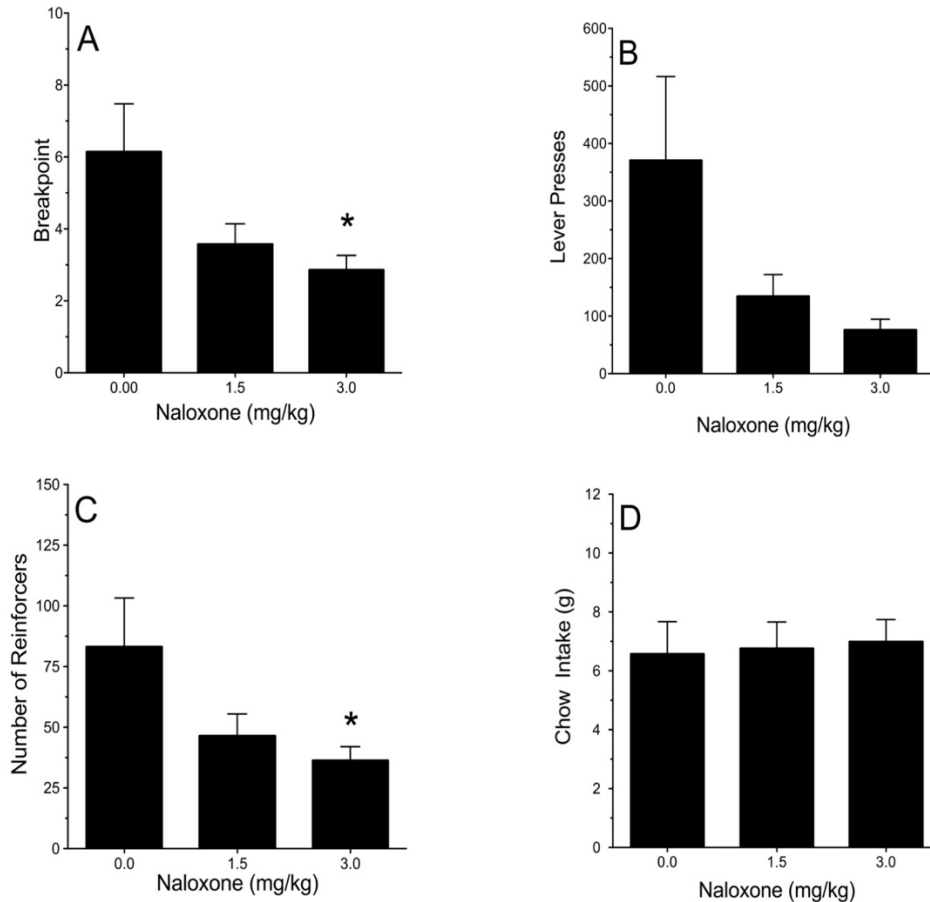 A
10
8
6
4
2
0
Breakpoint
*
0.00 1.5 3.0
Naloxone (mg/kg)
B
600
500
400
300
200
100
0
Lever Presses
0.0 1.5 3.0
Naloxone (mg/kg)
C
150
125
100
75
50
25
0
Number of Reinforcers
*
0.0 1.5 3.0
Naloxone (mg/kg)
D
12
10
8
6
4
2
0
Chow Intake (g)
0.0 1.5 3.0
Naloxone (mg/kg)